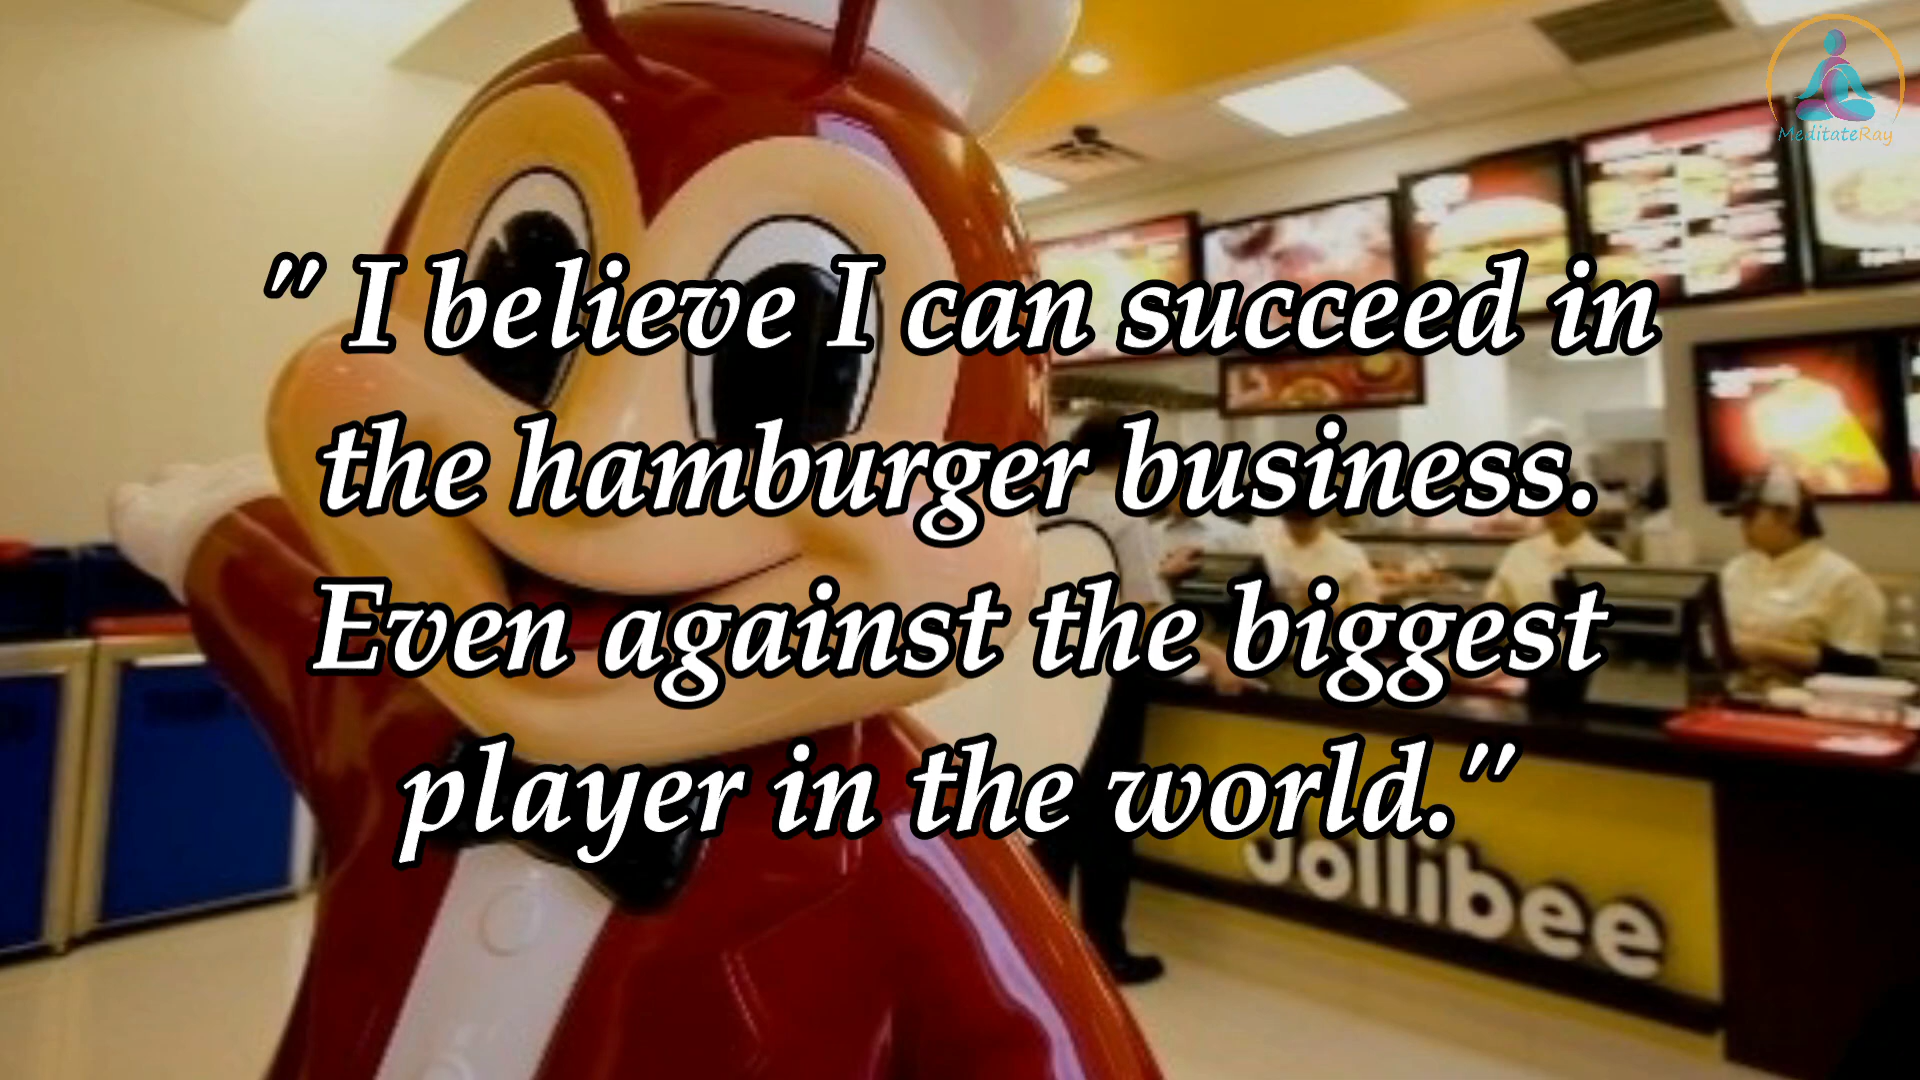 MeditateRay
" I believe I can succeed in
the hamburger business.
Even against the biggest
player in the world."
Jollibee